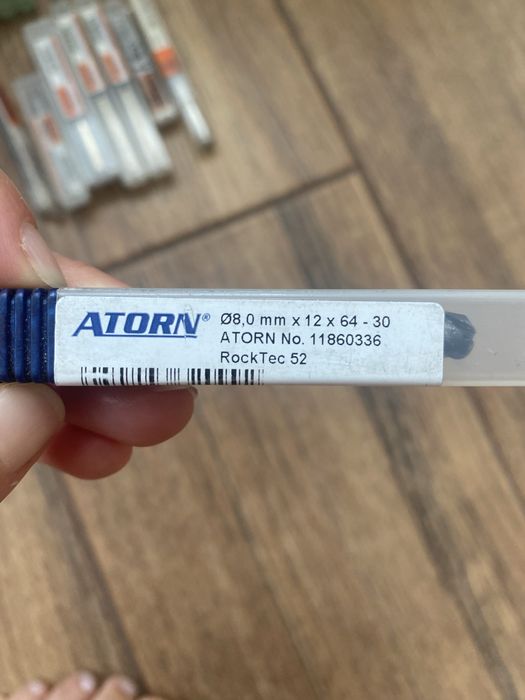 ATORN®
Ø8,0 mm x 12 x 64 - 30
ATORN No. 11860336
RockTec 52